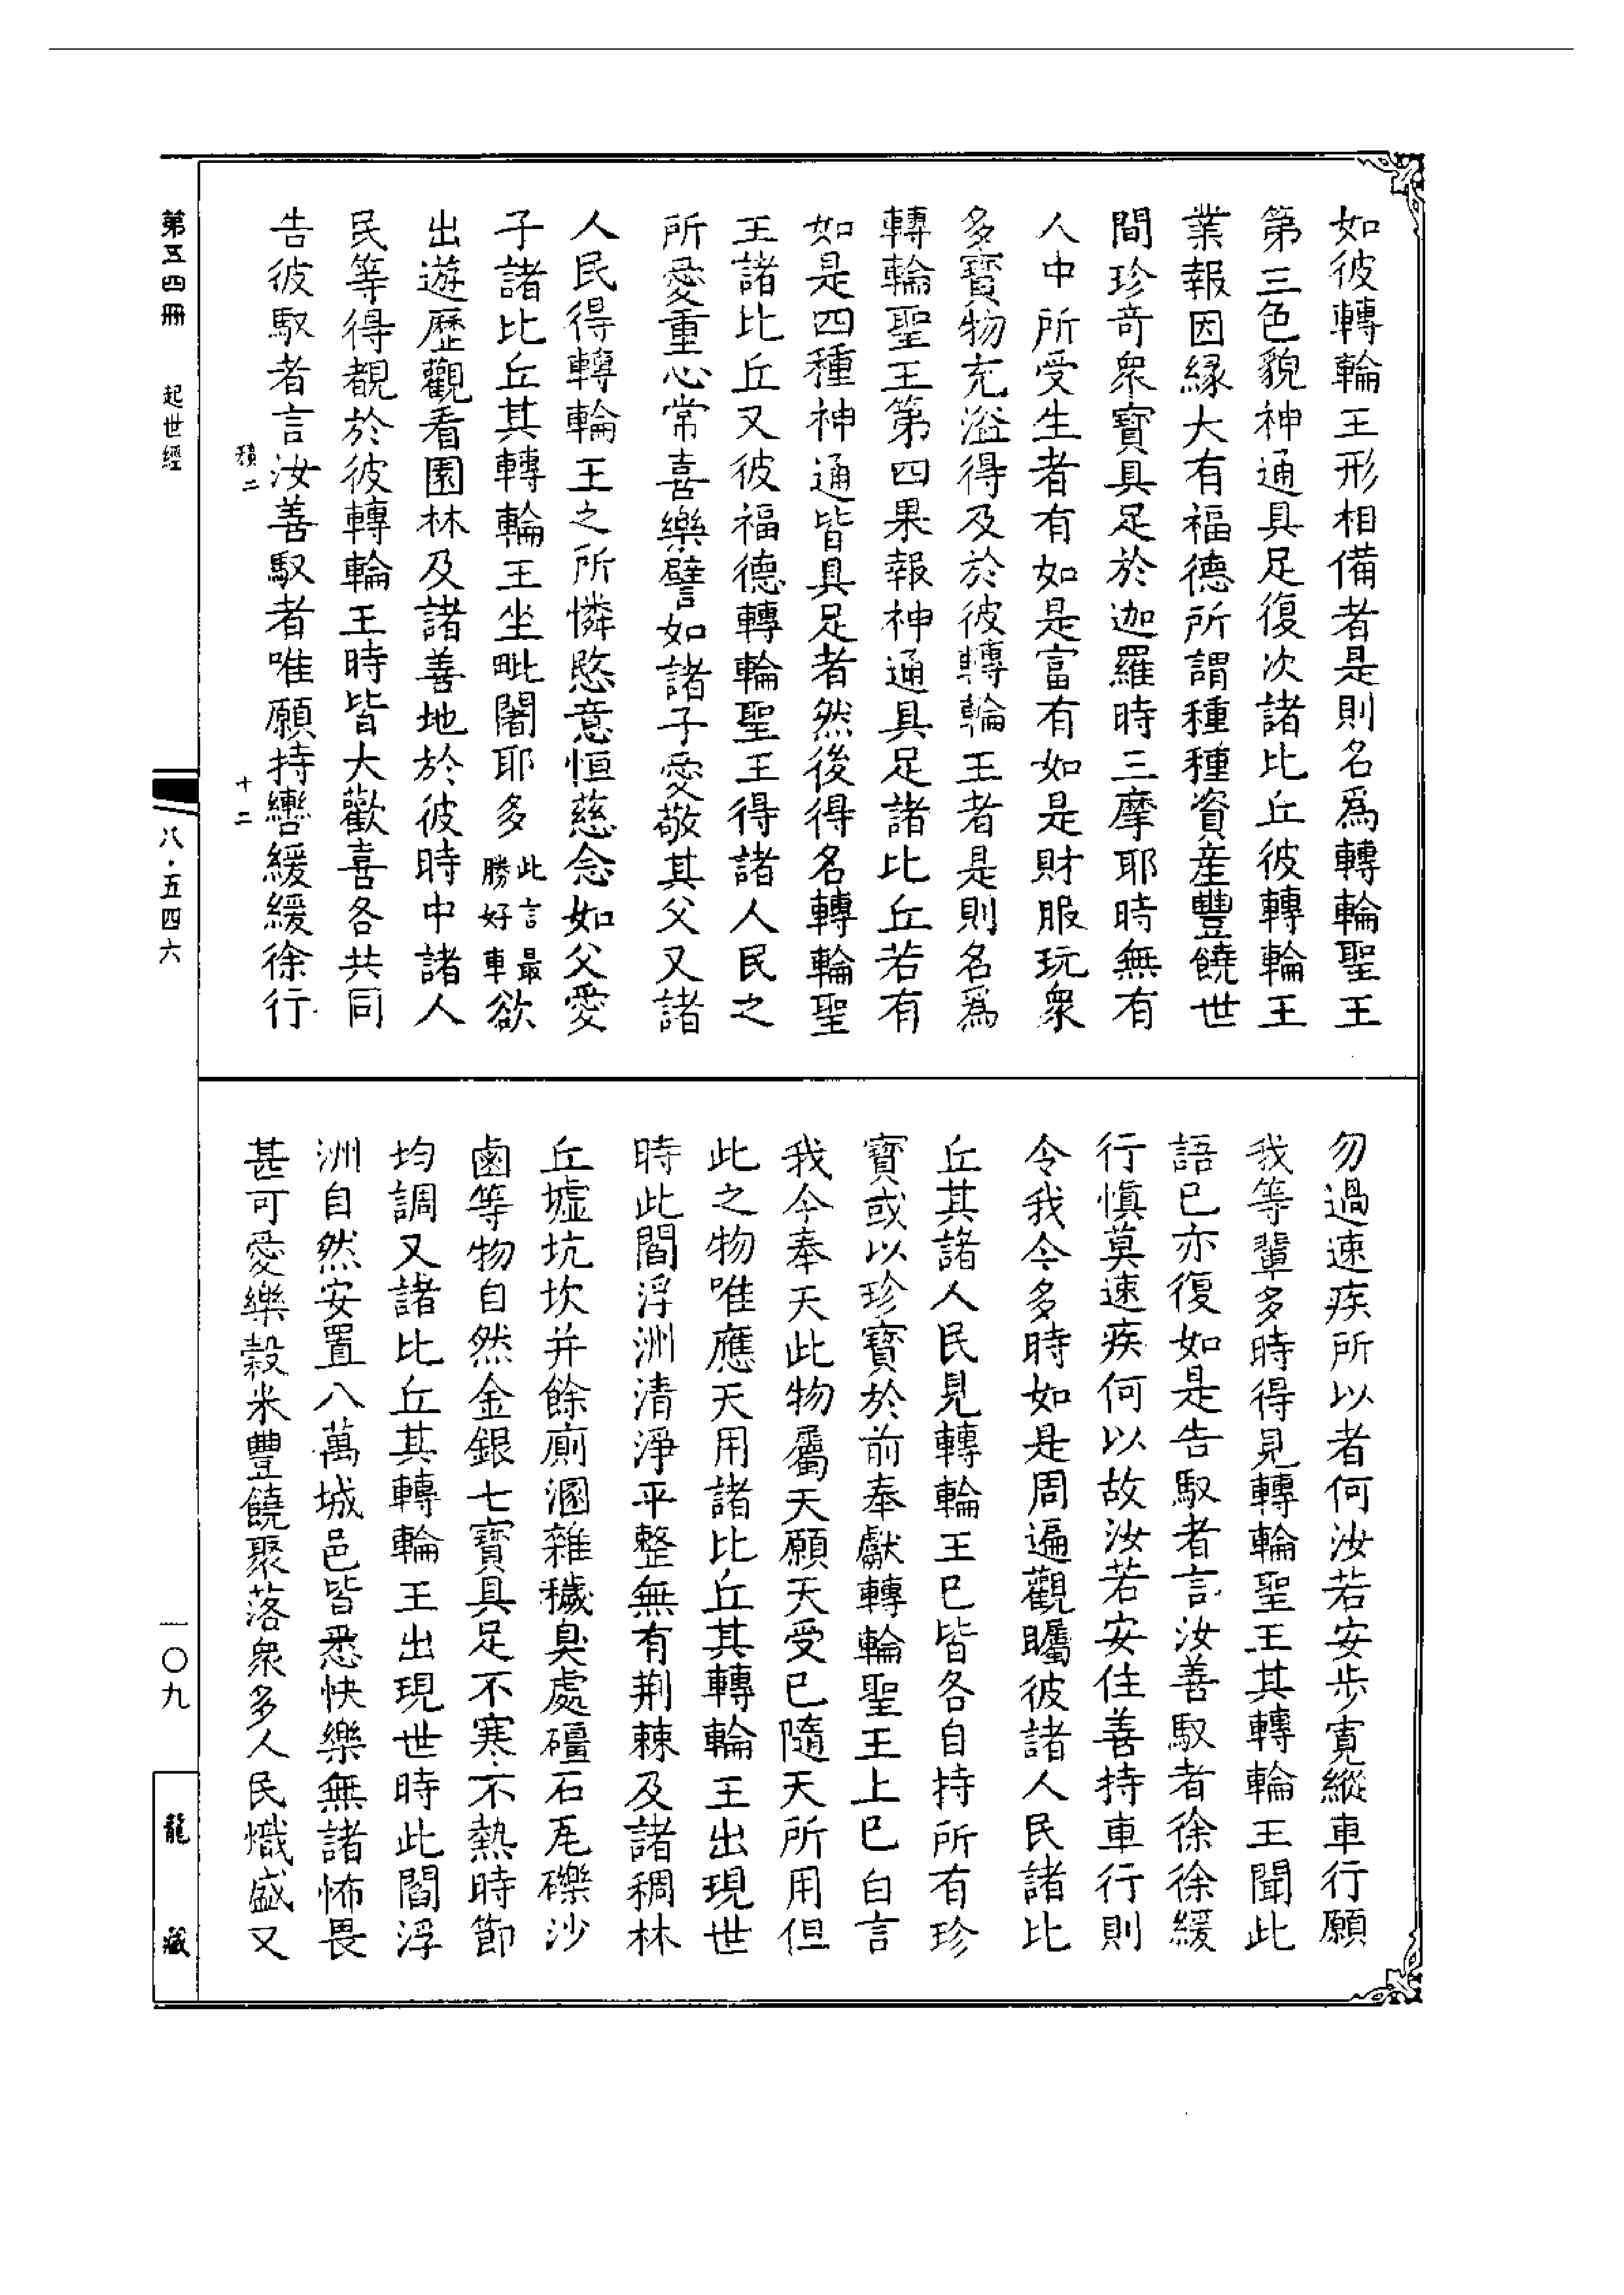 如彼轉輪王形相備者是則名爲轉輪聖王
第三色貌神通具足復次諸比丘彼轉輪王
業報因緣大有福德所謂種種資產豐饒世
間珍奇衆寶具足於迦羅時三摩耶時無有
人中所受生者有如是富有如是財服玩衆
多寶物充溢得及於彼轉輪王者是則名爲
轉輪聖王第四果報神通具足諸比丘若有
如是四種神通皆具足者然後得名轉輪聖
王諸比丘又彼福德轉輪聖王得諸人民之
所愛重心常喜樂譬如諸子愛敬其父又諸
人民得轉輪王之所憐愍意恒慈念如父愛
子諸比丘其轉輪王坐毗闍耶多此言最勝好車欲
出遊歷觀看園林及諸善地於彼時中諸人
民等得覩於彼轉輪王時皆大歡喜各共同
告彼馭者言汝善馭者唯願持轡緩緩徐行
積二 十二
勿過速疾所以者何汝若安步寬縱車行願
我等輩多時得見轉輪聖王其轉輪王聞此
語已亦復如是告馭者言汝善馭者徐徐緩
行慎莫速疾何以故汝若安住善持車行則
令我今多時如是周遍觀矚彼諸人民諸比
丘其諸人民見轉輪王已皆各自持所有珍
寶或以珍寶於前奉獻轉輪聖王上已白言
我今奉天此物屬天願天受已隨天所用但
此之物唯應天用諸比丘其轉輪王出現世
時此閻浮洲清淨平整無有荆棘及諸稠林
丘墟坑坎并餘廁溷雜穢臭處礓石瓦礫沙
鹵等物自然金銀七寶具足不寒不熱時節
均調又諸比丘其轉輪王出現世時此閻浮
洲自然安置八萬城邑皆悉快樂無諸怖畏
甚可愛樂穀米豐饒聚落衆多人民熾盛又
第五四冊 起世經
八·五四六
一〇九
龍藏